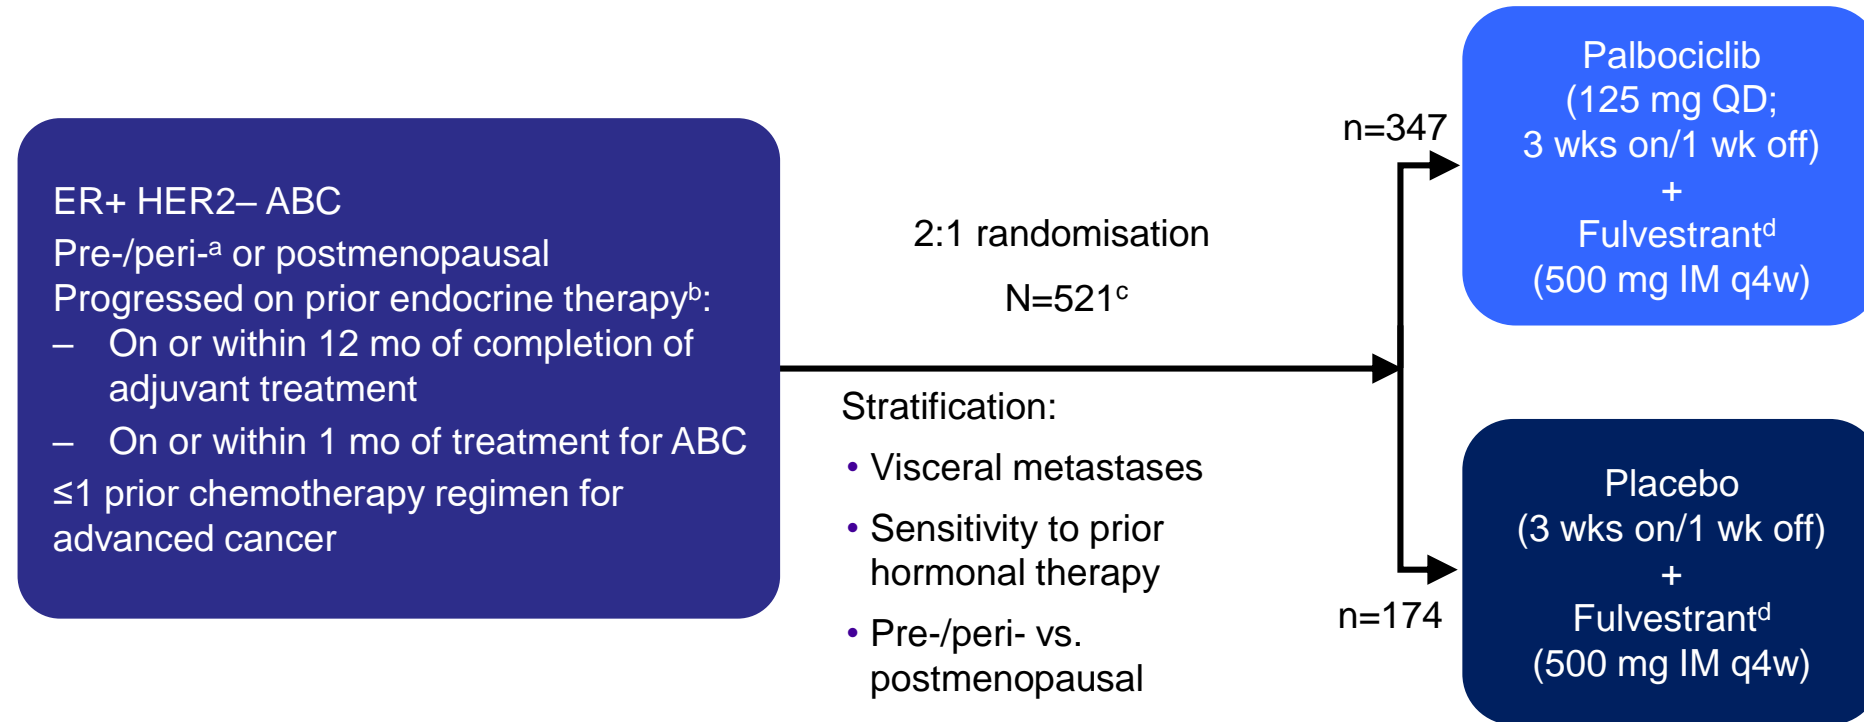 ER+ HER2– ABC
Pre-/peri-ᵃ or postmenopausal
Progressed on prior endocrine therapyᵇ:
– On or within 12 mo of completion of
adjuvant treatment
– On or within 1 mo of treatment for ABC
≤1 prior chemotherapy regimen for
advanced cancer
2:1 randomisation
N=521ᶜ
Stratification:
• Visceral metastases
• Sensitivity to prior
hormonal therapy
• Pre-/peri- vs.
postmenopausal
n=347
Palbociclib
(125 mg QD;
3 wks on/1 wk off)
+
Fulvestrantᵈ
(500 mg IM q4w)
n=174
Placebo
(3 wks on/1 wk off)
+
Fulvestrantᵈ
(500 mg IM q4w)